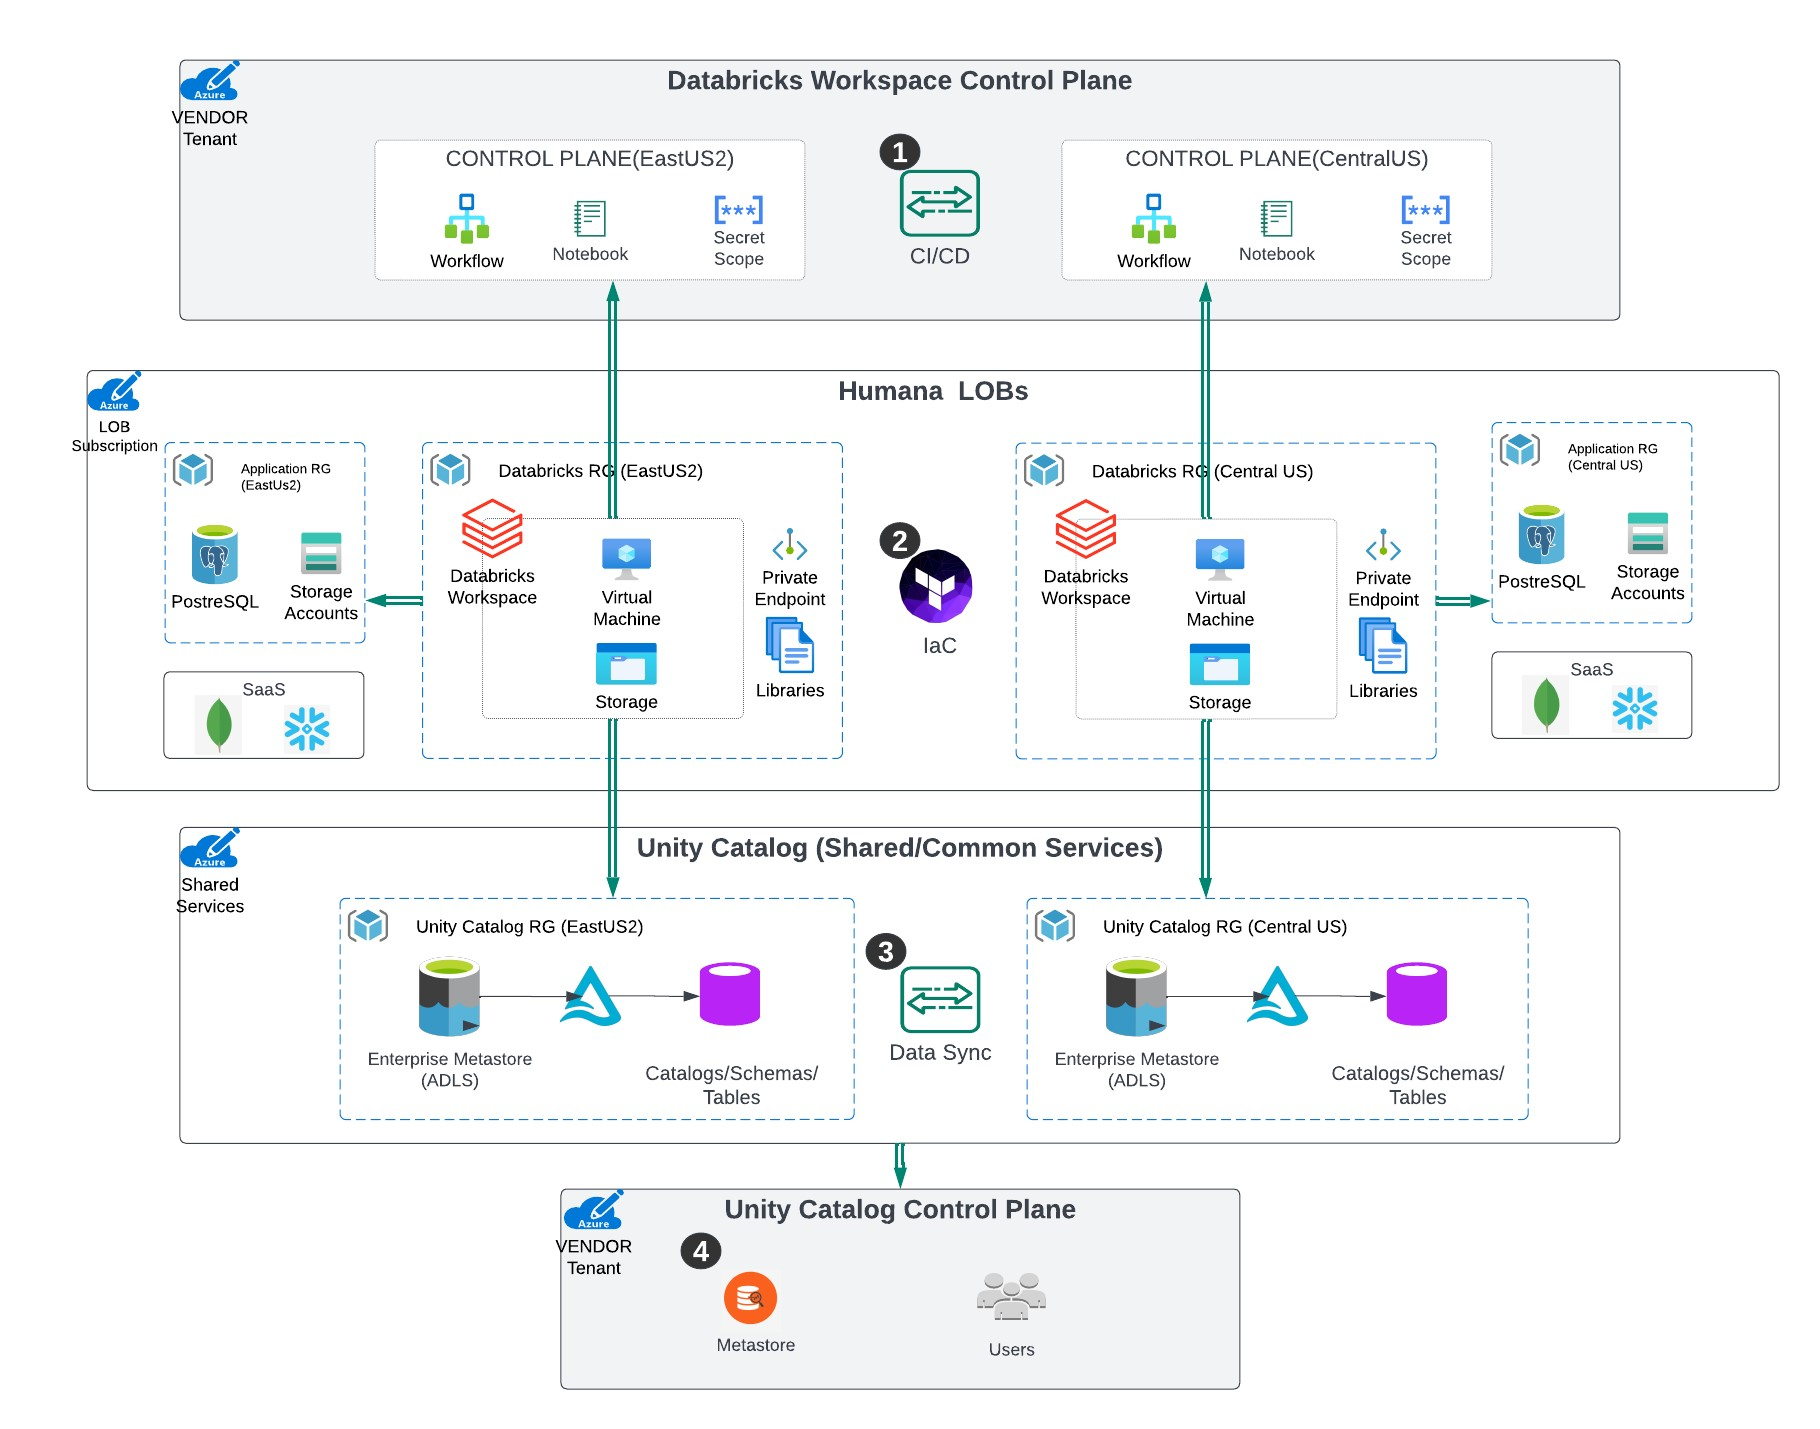 Databricks Workspace Control Plane
Azure
VENDOR
Tenant
CONTROL PLANE(EastUS2)
Workflow
Notebook
[***]
Secret
Scope
1
CI/CD
CONTROL PLANE(CentralUS)
Workflow
Notebook
[***]
Secret
Scope
Humana LOBs
Azure
LOB
Subscription
Application RG
(EastUs2)
PostreSQL
Storage
Accounts
SaaS
Databricks RG (EastUS2)
Databricks
Workspace
Virtual
Machine
Storage
Private
Endpoint
Libraries
2
IaC
Databricks RG (Central US)
Databricks
Workspace
Virtual
Machine
Storage
Private
Endpoint
Libraries
Application RG
(Central US)
PostreSQL
Storage
Accounts
SaaS
Unity Catalog (Shared/Common Services)
Azure
Shared
Services
Unity Catalog RG (EastUS2)
Enterprise Metastore
(ADLS)
Catalogs/Schemas/
Tables
3
Data Sync
Unity Catalog RG (Central US)
Enterprise Metastore
(ADLS)
Catalogs/Schemas/
Tables
Unity Catalog Control Plane
Azure
VENDOR
Tenant
4
Metastore
Users